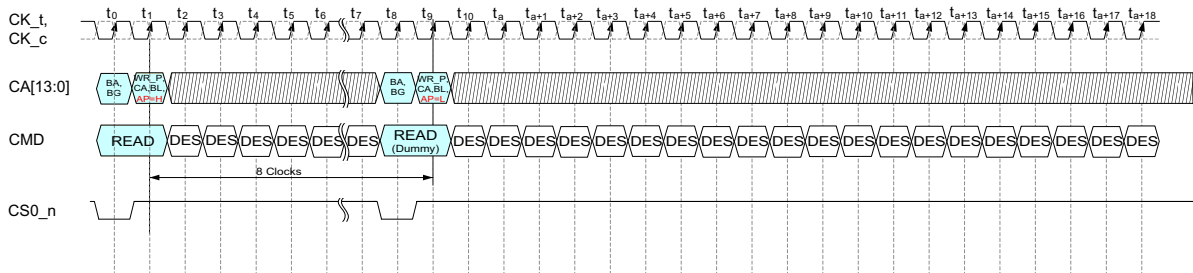 CK_t,
CK_c
t0 t1 t2 t3 t4 t5 t6 t7 t8 t9 t10 ta ta+1 ta+2 ta+3 ta+4 ta+5 ta+6 ta+7 ta+8 ta+9 ta+10 ta+11 ta+12 ta+13 ta+14 ta+15 ta+16 ta+17 ta+18
CA[13:0]
BA,
BG
WR_P,
CA,BL,
AP=H
BA,
BG
WR_P,
CA,BL,
AP=L
CMD
READ DES DES DES DES DES DES READ DES DES DES DES DES DES DES DES DES DES DES DES DES DES DES DES DES DES DES DES
(Dummy)
8 Clocks
CS0_n